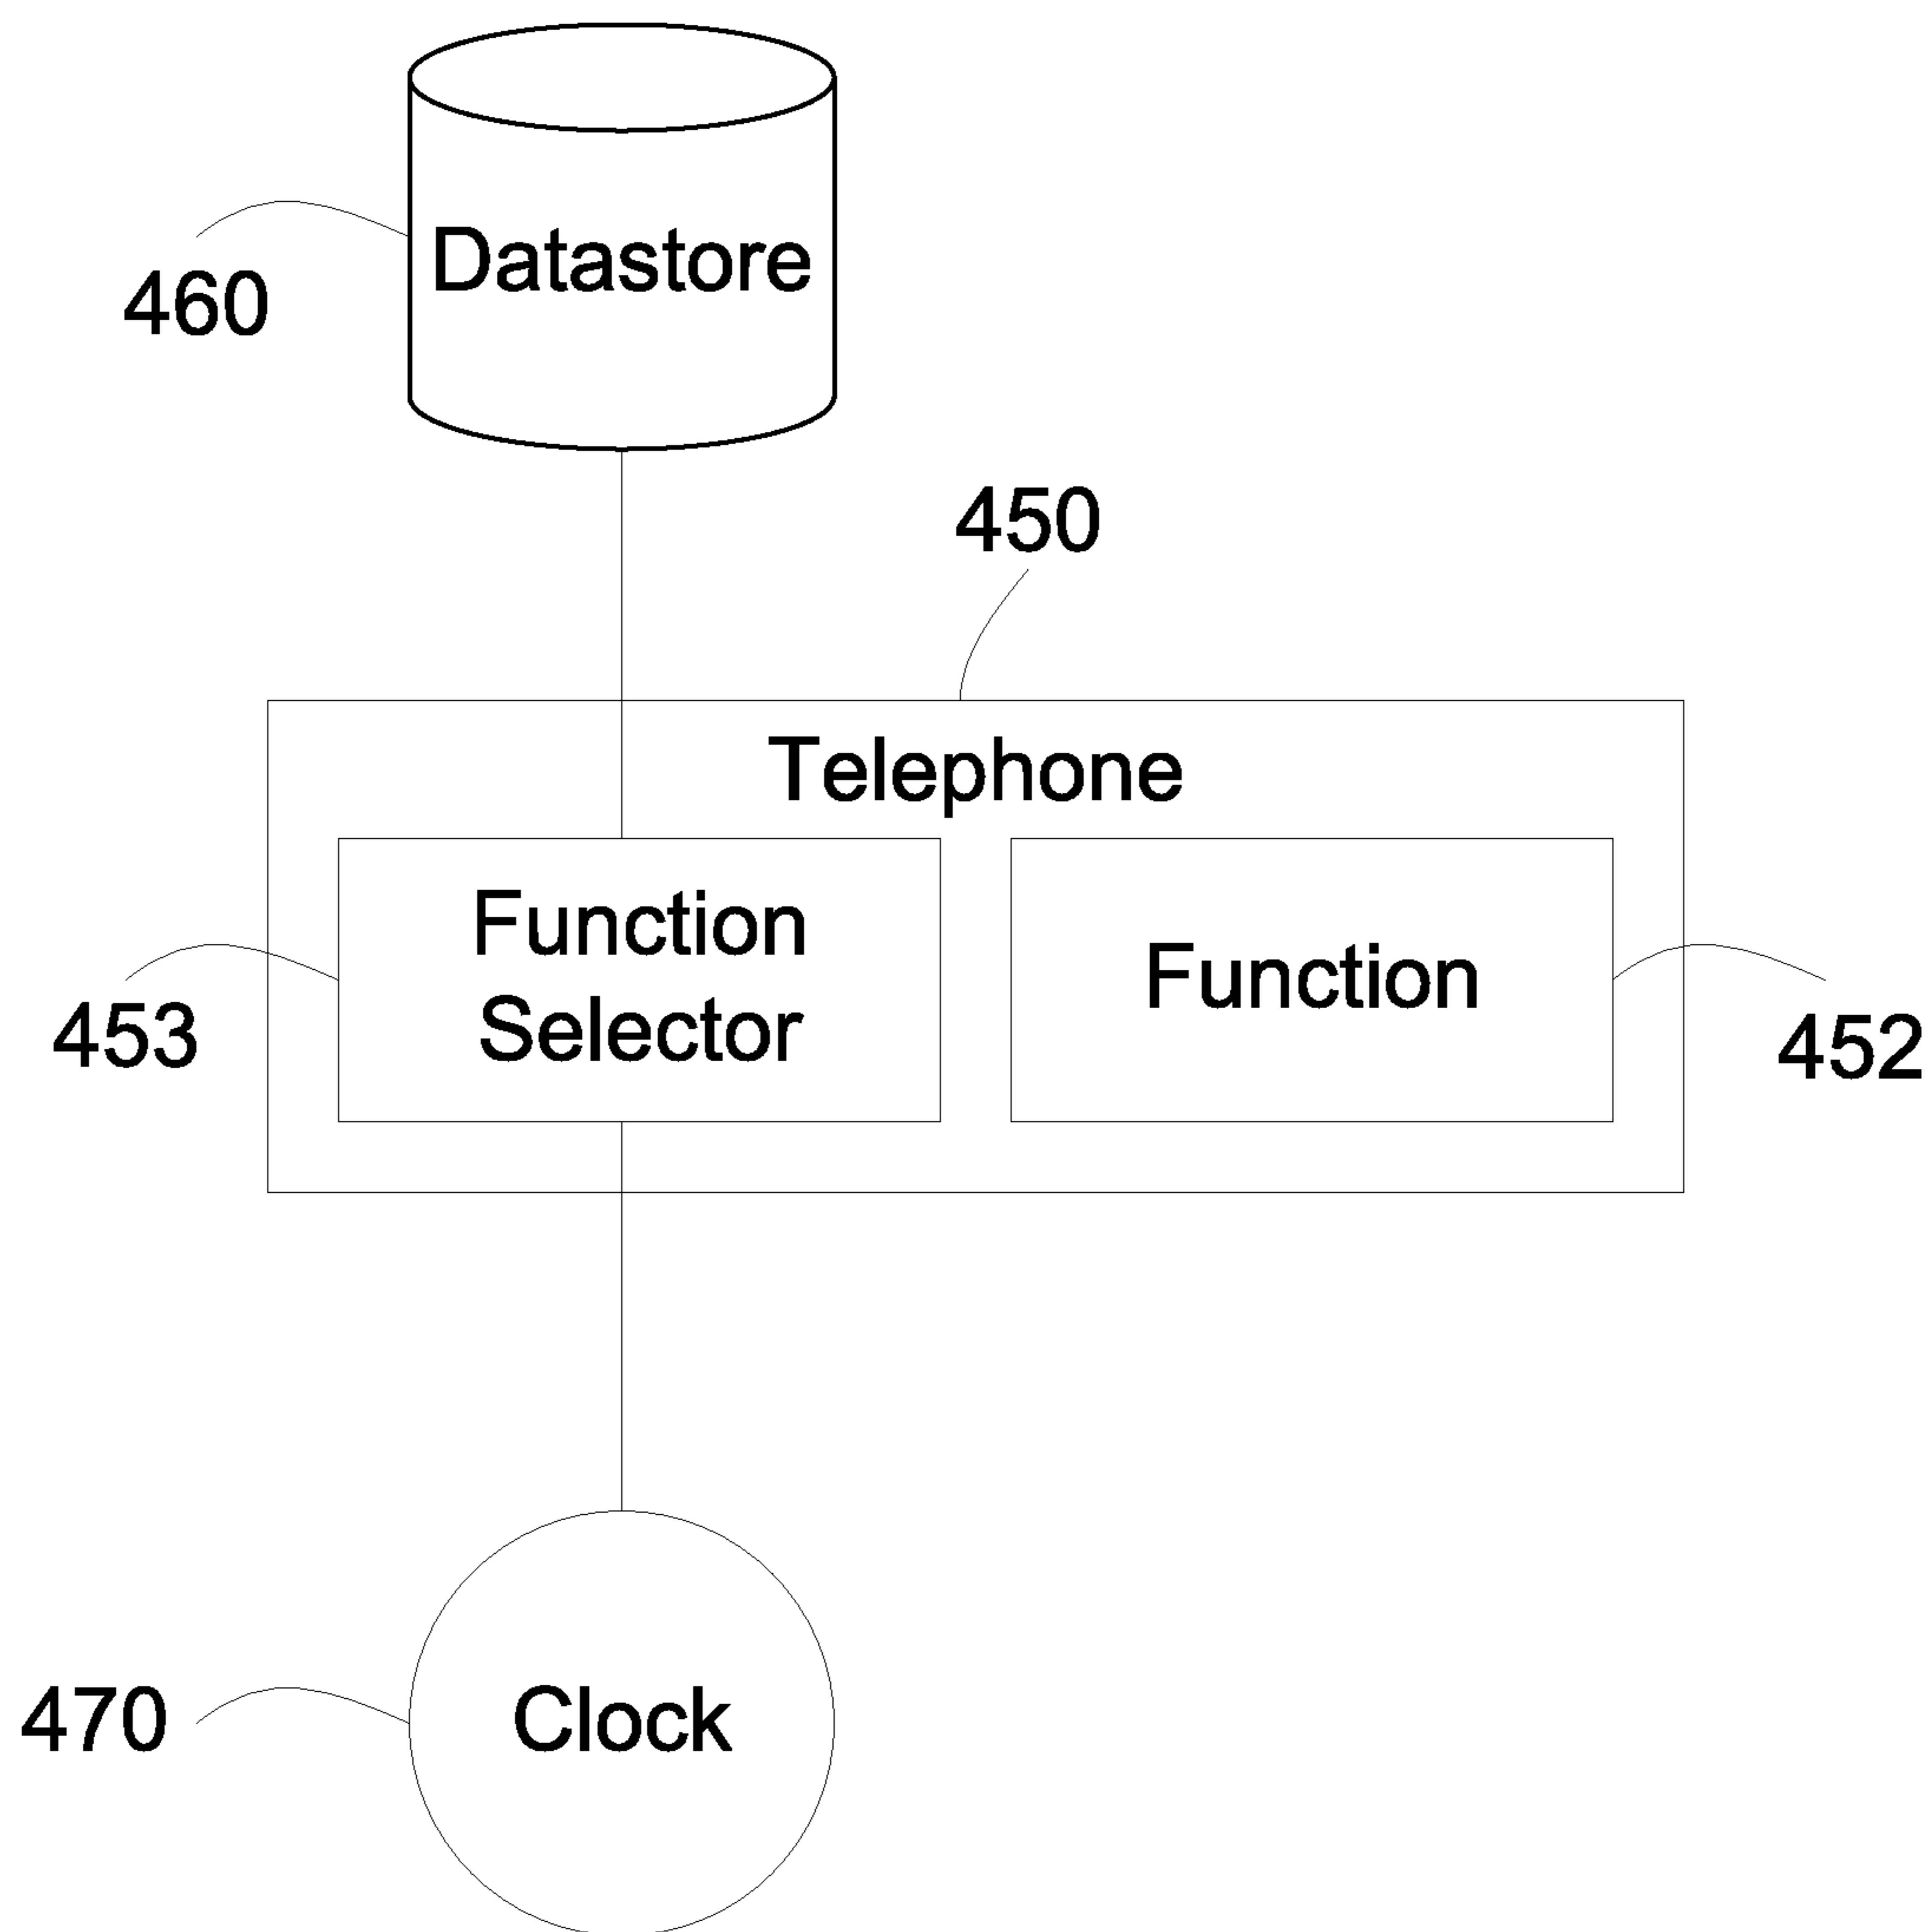 Datastore
460
450
Telephone
Function
Selector
Function
453
452
470
Clock